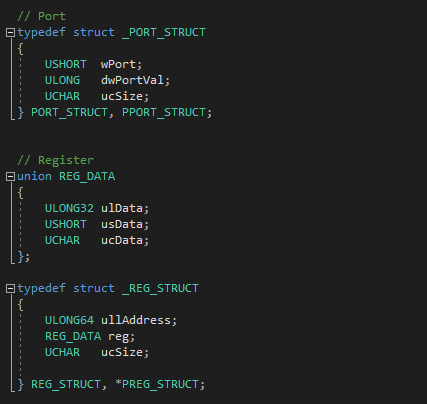 // Port
typedef struct _PORT_STRUCT
{
USHORT wPort;
ULONG dwPortVal;
UCHAR ucSize;
} PORT_STRUCT, PPORT_STRUCT;
// Register
union REG_DATA
{
ULONG32 ulData;
USHORT usData;
UCHAR ucData;
};
typedef struct _REG_STRUCT
{
ULONG64 ullAddress;
REG_DATA reg;
UCHAR ucSize;
} REG_STRUCT, *PREG_STRUCT;